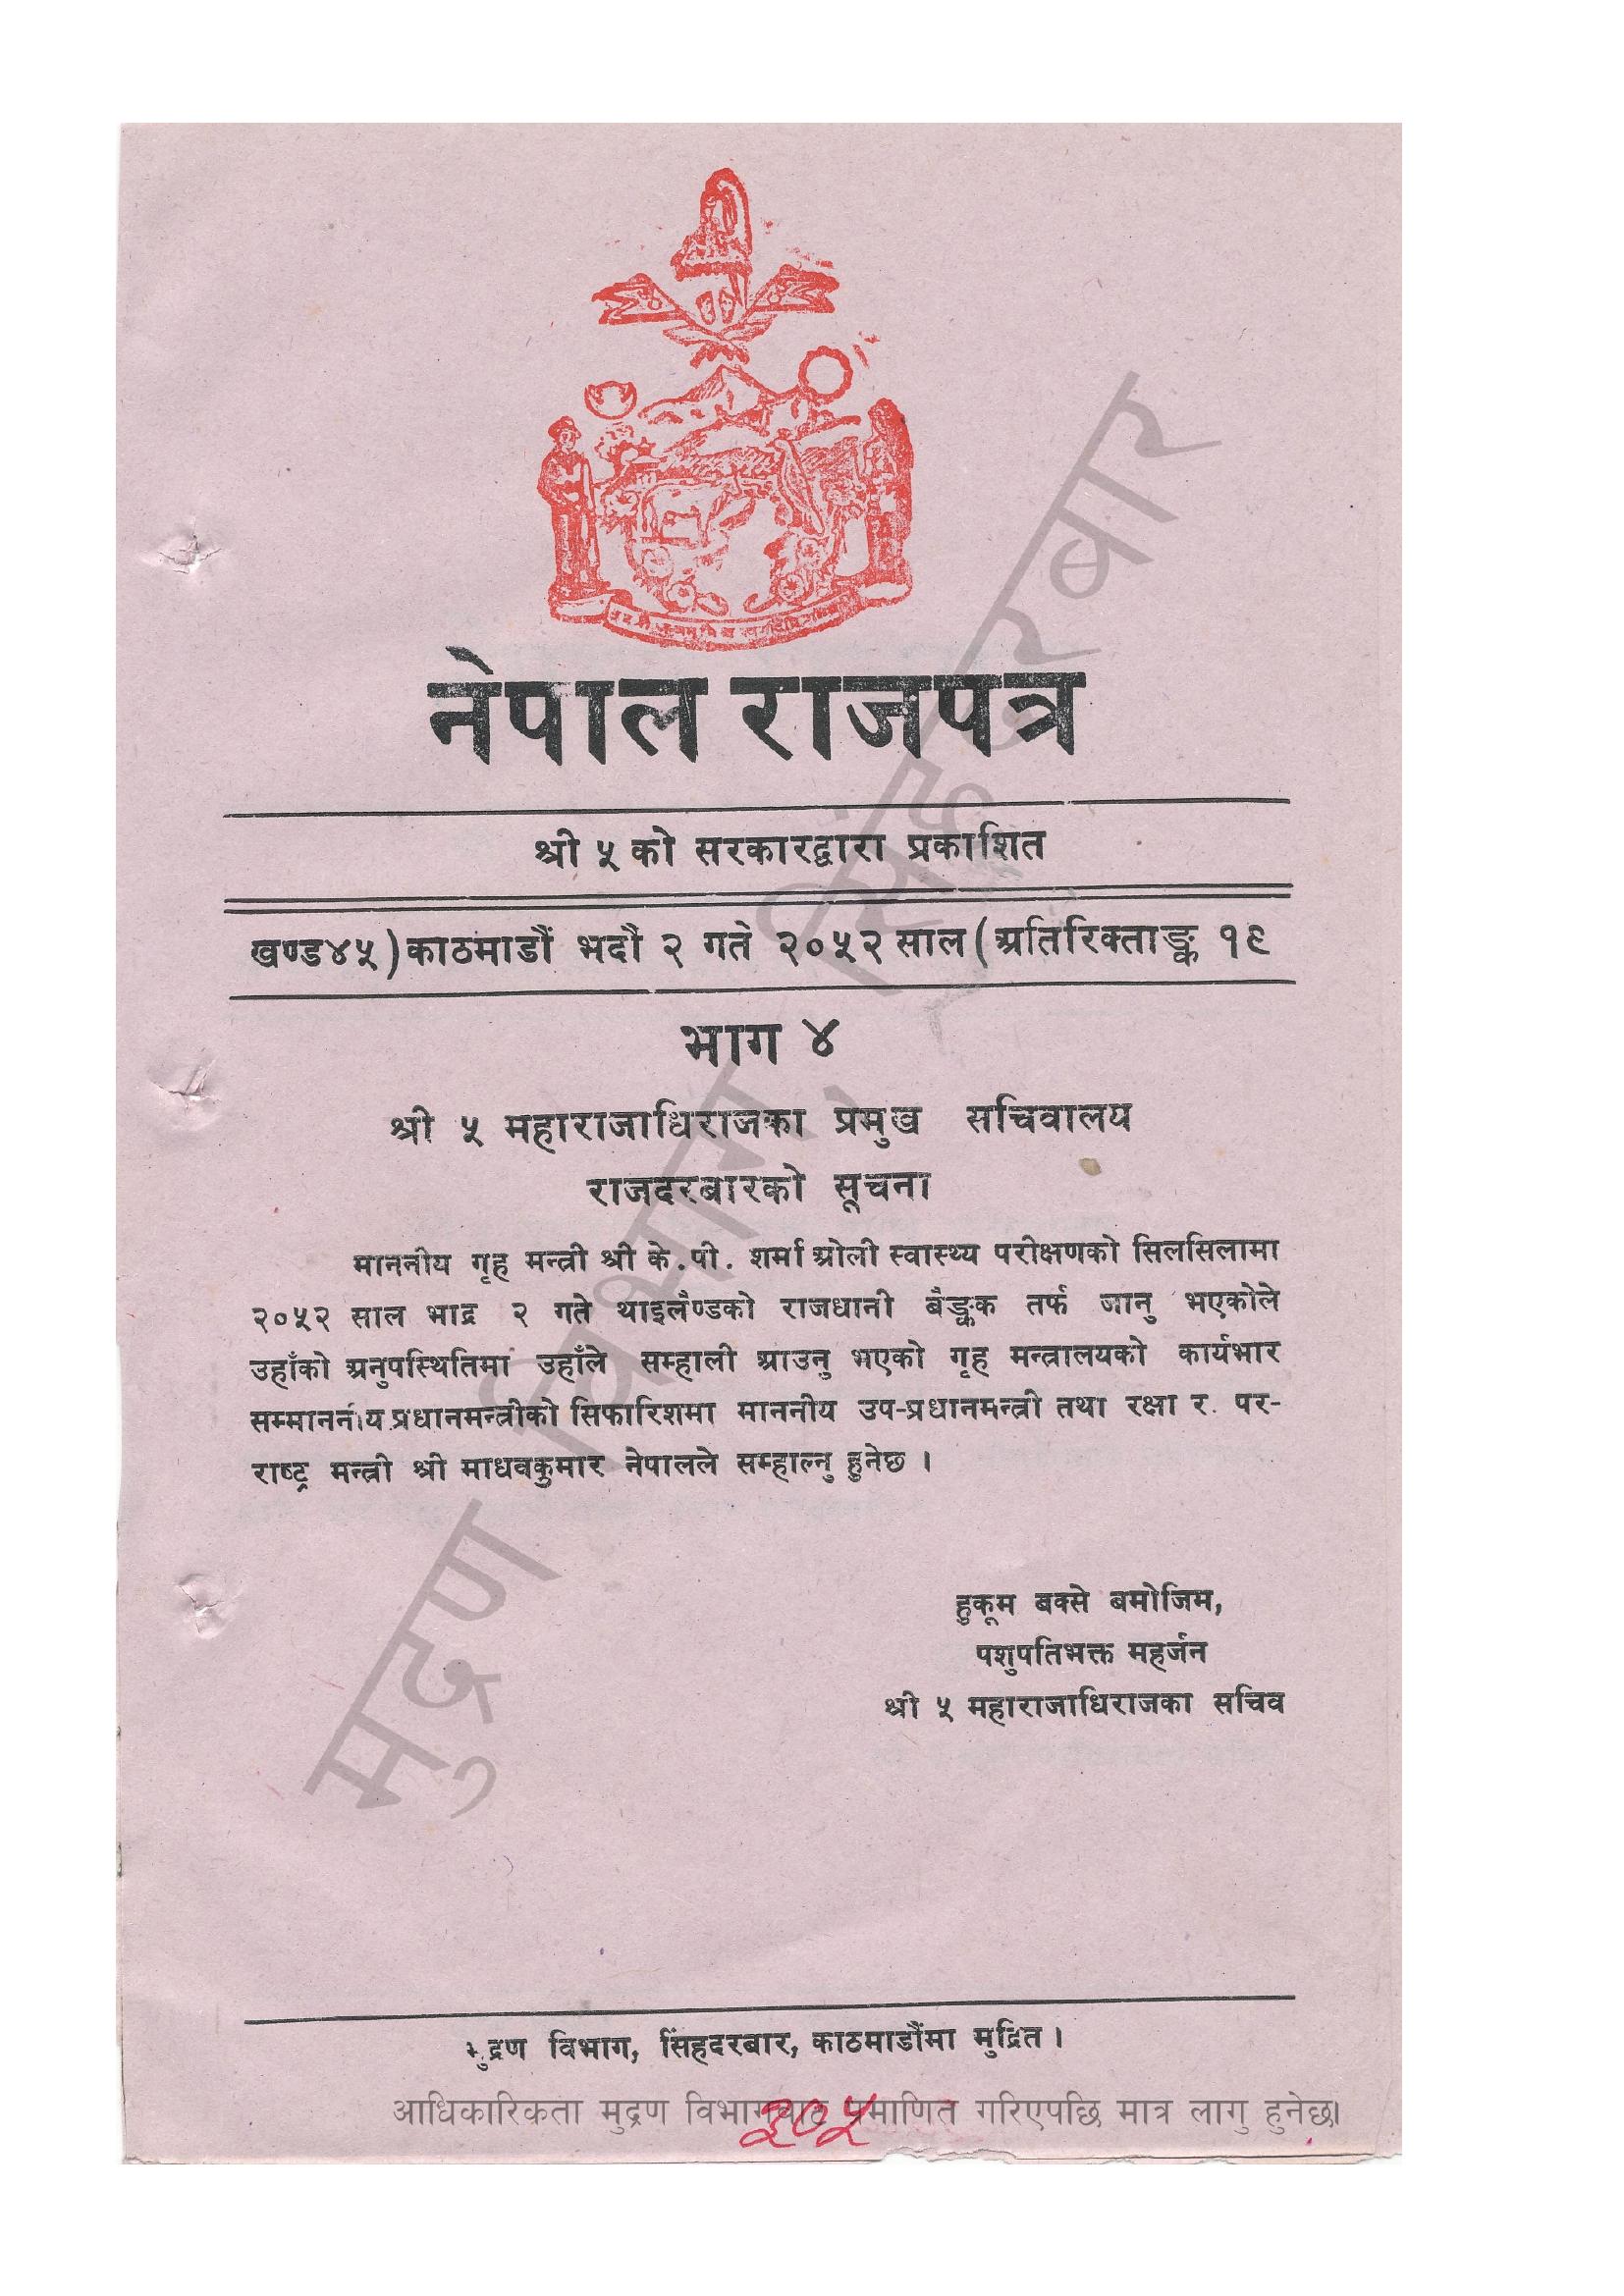 नेपाल राजपत्र
श्री ५ को सरकारद्वारा प्रकाशित
खण्ड४५) काठमाडौं भदौ २ गते २०५२ साल (अतिरिक्ताङ्क १९
भाग ४
श्री ५ महाराजाधिराजका प्रमुख सचिवालय
राजदरबारको सूचना
माननीय गृह मन्त्री श्री के.पी. शर्मा ओली स्वास्थ्य परीक्षणको सिलसिलामा
२०५२ साल भाद्र २ गते थाइलैण्डको राजधानी बैङ्कक तर्फ जानु भएकोले
उहाँको अनुपस्थितिमा उहाँले सम्हाली आउनु भएको गृह मन्त्रालयको कार्यभार
सम्माननीय प्रधानमन्त्रीको सिफारिशमा माननीय उप-प्रधानमन्त्री तथा रक्षा र पर-
राष्ट्र मन्त्री श्री माधवकुमार नेपालले सम्हाल्नु हुनेछ ।
हुकूम बक्से बमोजिम,
पशुपतिभक्त महर्जन
श्री ५ महाराजाधिराजका सचिव
मुद्रण विभाग, सिंहदरबार
मुद्रण विभाग, सिंहदरबार, काठमाडौंमा मुद्रित ।
आधिकारिकता मुद्रण विभागबाट प्रमाणित गरिएपछि मात्र लागु हुनेछ।
३०५